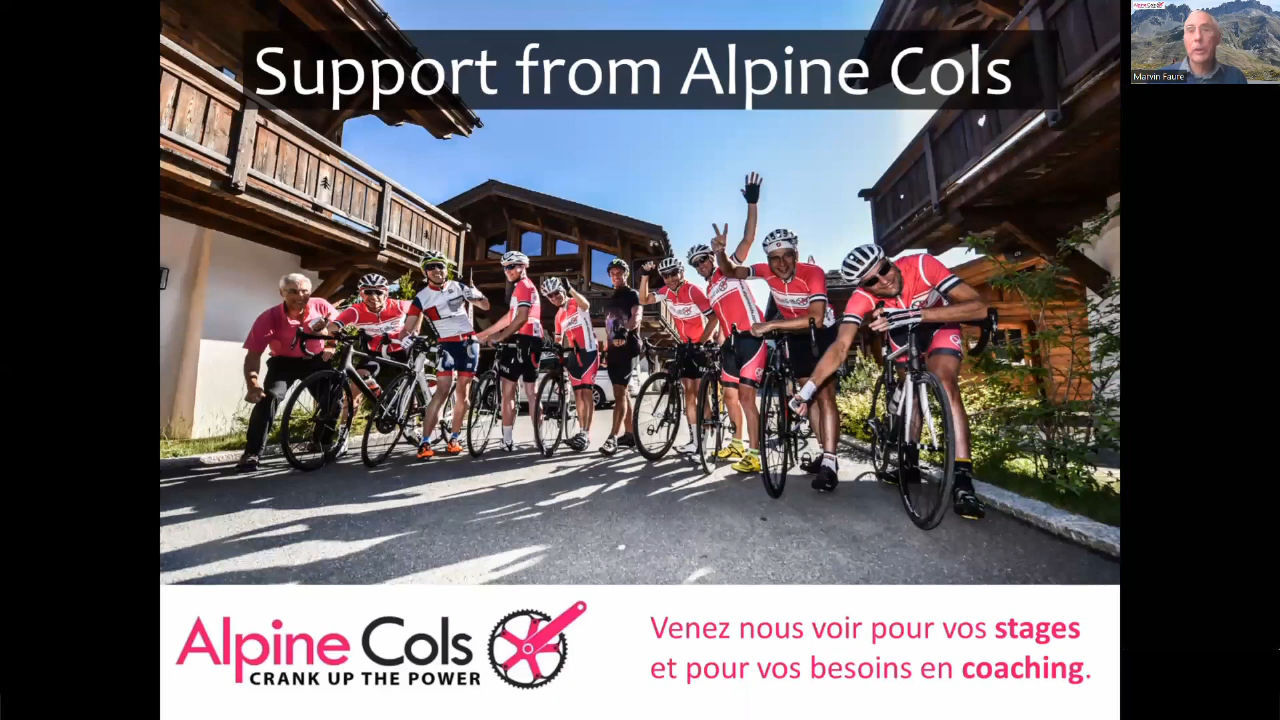 Support from Alpine Cols
Marvin Faure
Alpine Cols
CRANK UP THE POWER
Venez nous voir pour vos stages
et pour vos besoins en coaching.